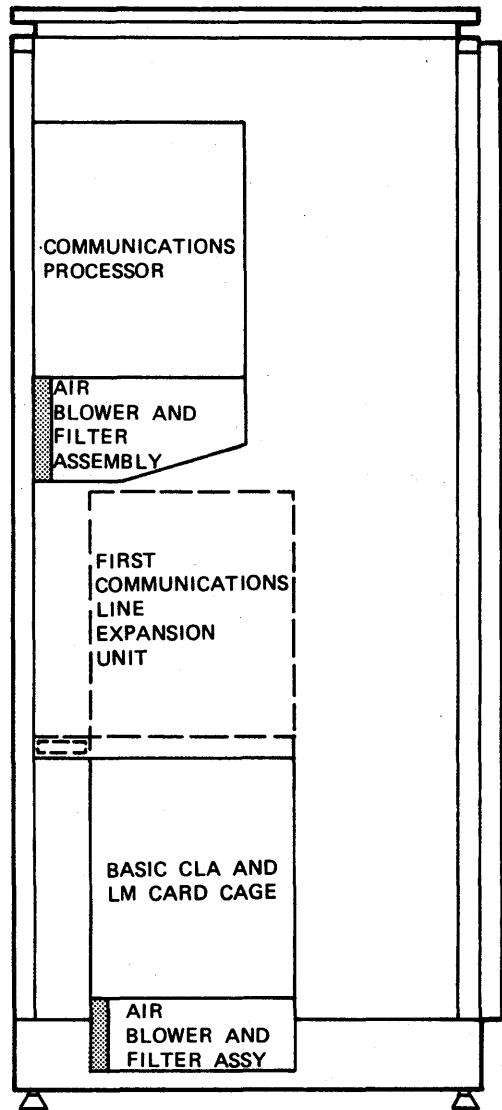 COMMUNICATIONS
PROCESSOR
AIR
BLOWER AND
FILTER
ASSEMBLY
FIRST
COMMUNICATIONS
LINE
EXPANSION
UNIT
BASIC CLA AND
LM CARD CAGE
AIR
BLOWER AND
FILTER ASSY